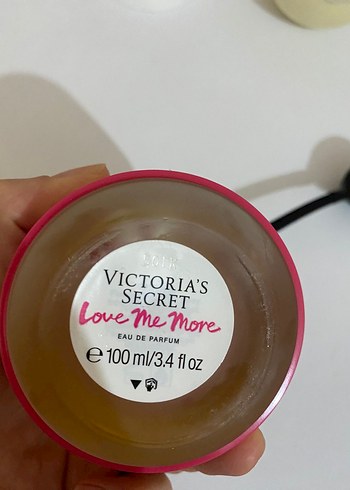 VICTORIA'S
SECRET
Love Me More
EAU DE PARFUM
℮ 100 ml/3.4 fl oz